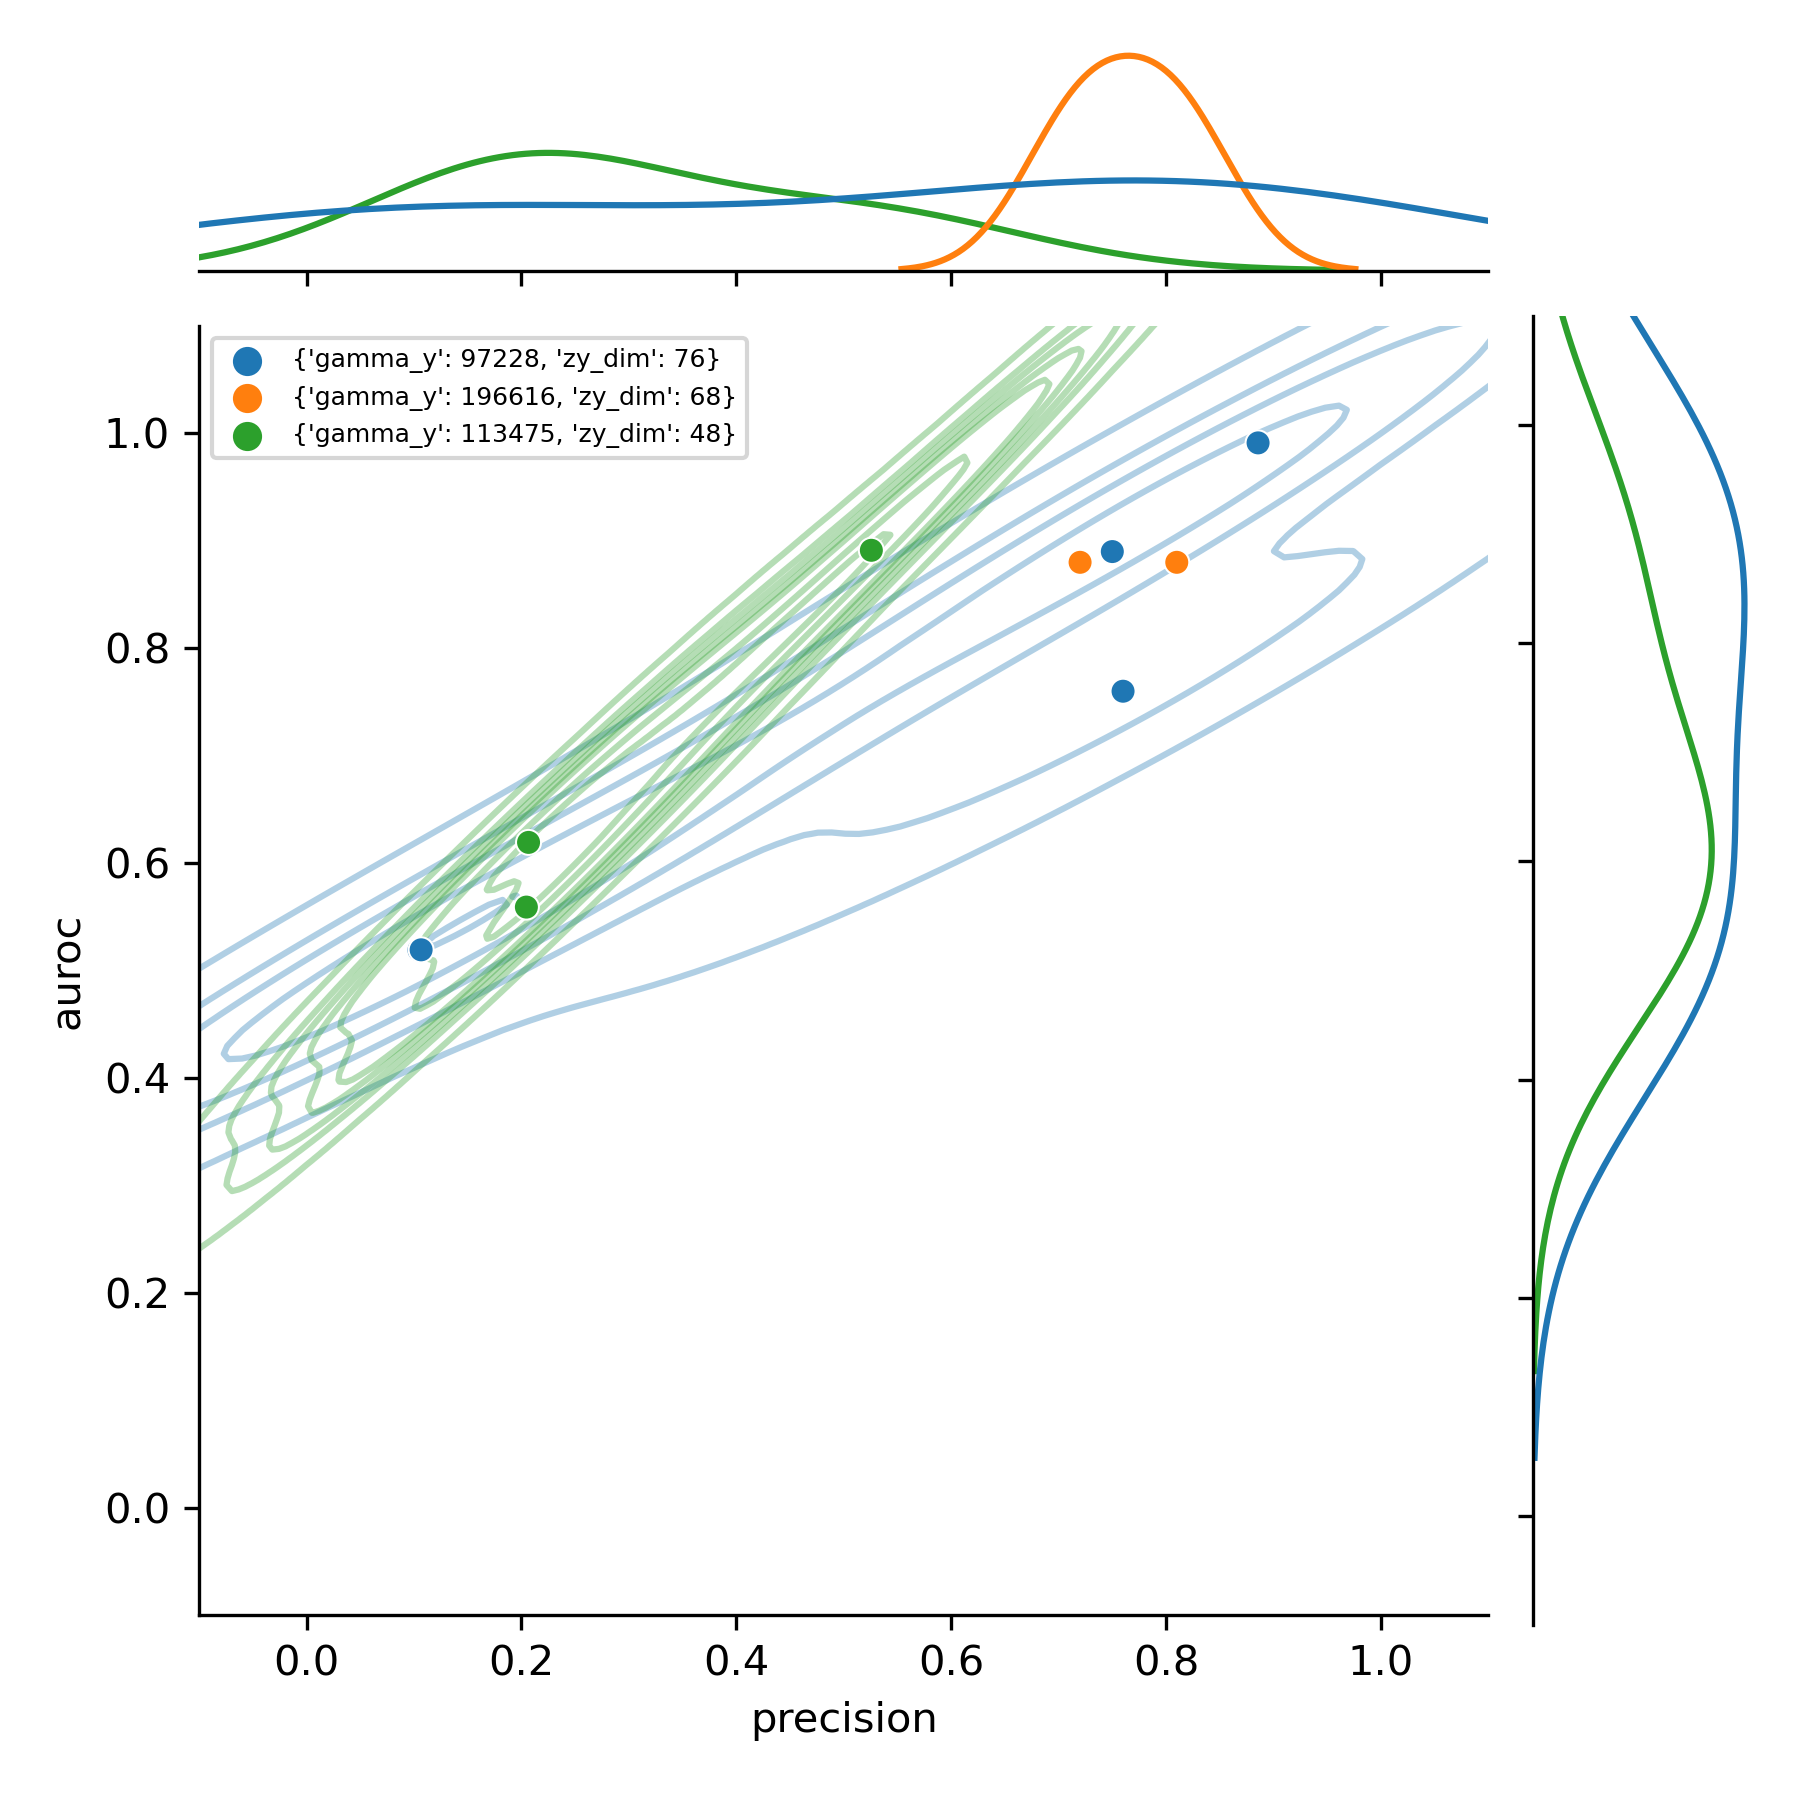 {'gamma_y': 97228, 'zy_dim': 76}
{'gamma_y': 196616, 'zy_dim': 68}
{'gamma_y': 113475, 'zy_dim': 48}
1.0
0.8
0.6
0.4
0.2
0.0
auroc
0.0 0.2 0.4 0.6 0.8 1.0
precision